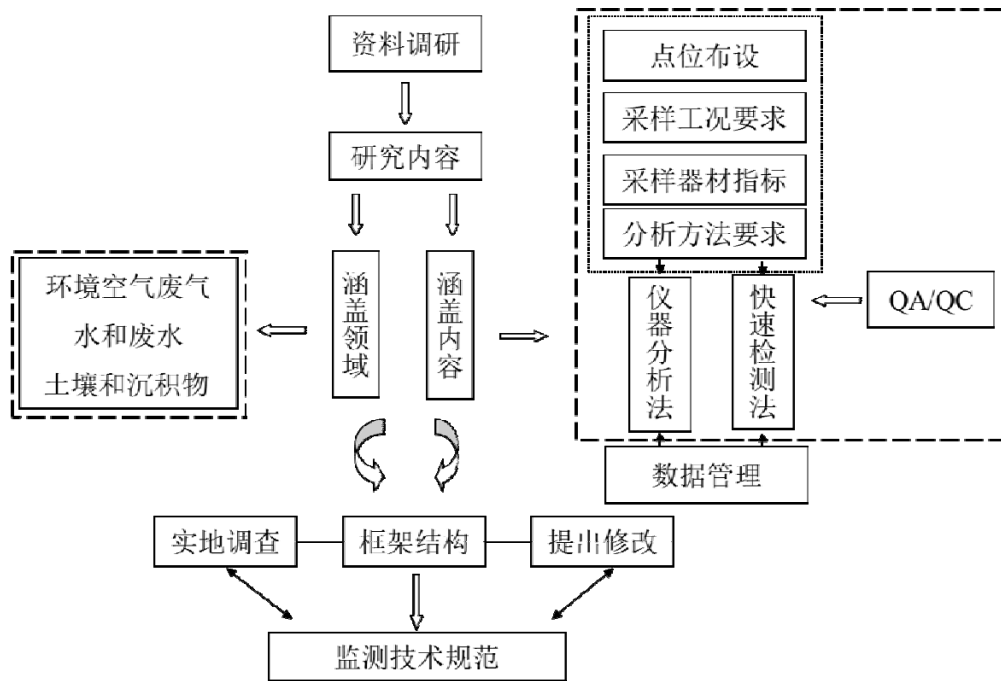 资料调研
研究内容
涵盖领域
涵盖内容
环境空气废气
水和废水
土壤和沉积物
点位布设
采样工况要求
采样器材指标
分析方法要求
仪器分析法
快速检测法
QA/QC
数据管理
实地调查
框架结构
提出修改
监测技术规范